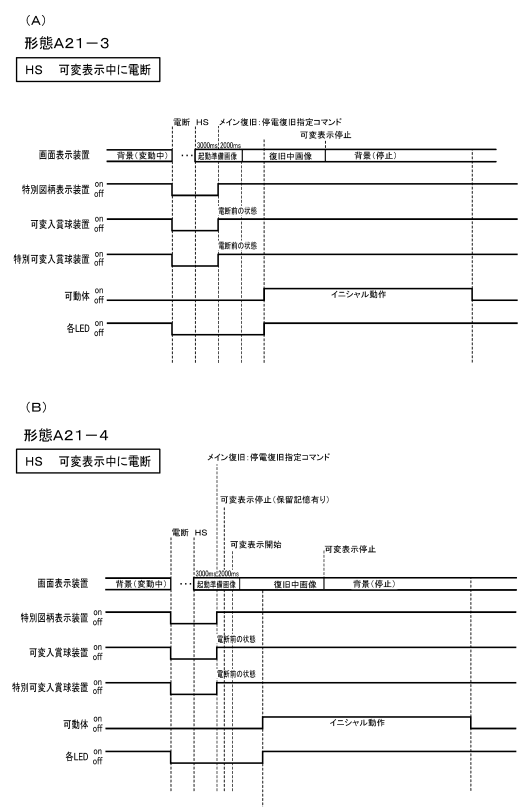 (A)
形態A21-3
HS 可変表示中に電断
電断 HS メイン復旧:停電復旧指定コマンド
可変表示停止
3000ms 2000ms
画面表示装置 背景(変動中) ・・・ 起動準備画像 復旧中画像 背景(停止)
特別図柄表示装置 on
off
電断前の状態
可変入賞球装置 on
off
電断前の状態
特別可変入賞球装置 on
off
可動体 on
off
イニシャル動作
各LED on
off
(B)
形態A21-4
HS 可変表示中に電断
メイン復旧:停電復旧指定コマンド
可変表示停止(保留記憶有り)
電断 HS
可変表示開始
可変表示停止
3000ms 2000ms
画面表示装置 背景(変動中) ・・・ 起動準備画像 復旧中画像 背景(停止)
特別図柄表示装置 on
off
電断前の状態
可変入賞球装置 on
off
電断前の状態
特別可変入賞球装置 on
off
可動体 on
off
イニシャル動作
各LED on
off